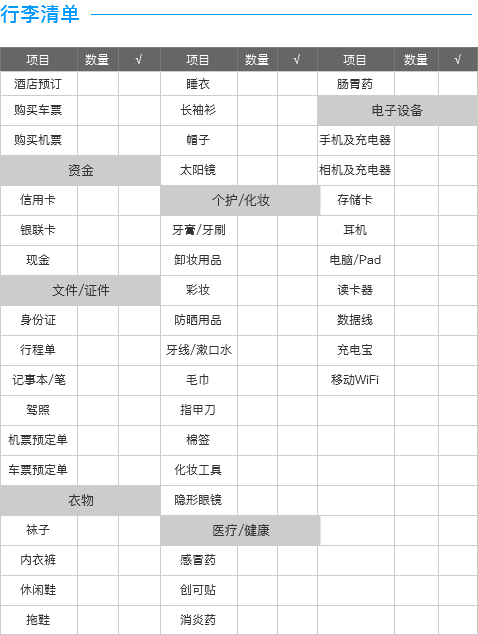 行李清单
项目 数量 √ 项目 数量 √ 项目 数量 √
酒店预订 睡衣 肠胃药
购买车票 长袖衫 电子设备
购买机票 帽子 手机及充电器
资金 太阳镜 相机及充电器
信用卡 个护/化妆 存储卡
银联卡 牙膏/牙刷 耳机
现金 卸妆用品 电脑/Pad
文件/证件 彩妆 读卡器
身份证 防晒用品 数据线
行程单 牙线/漱口水 充电宝
记事本/笔 毛巾 移动WiFi
驾照 指甲刀
机票预定单 棉签
车票预定单 化妆工具
衣物 隐形眼镜
袜子 医疗/健康
内衣裤 感冒药
休闲鞋 创可贴
拖鞋 消炎药